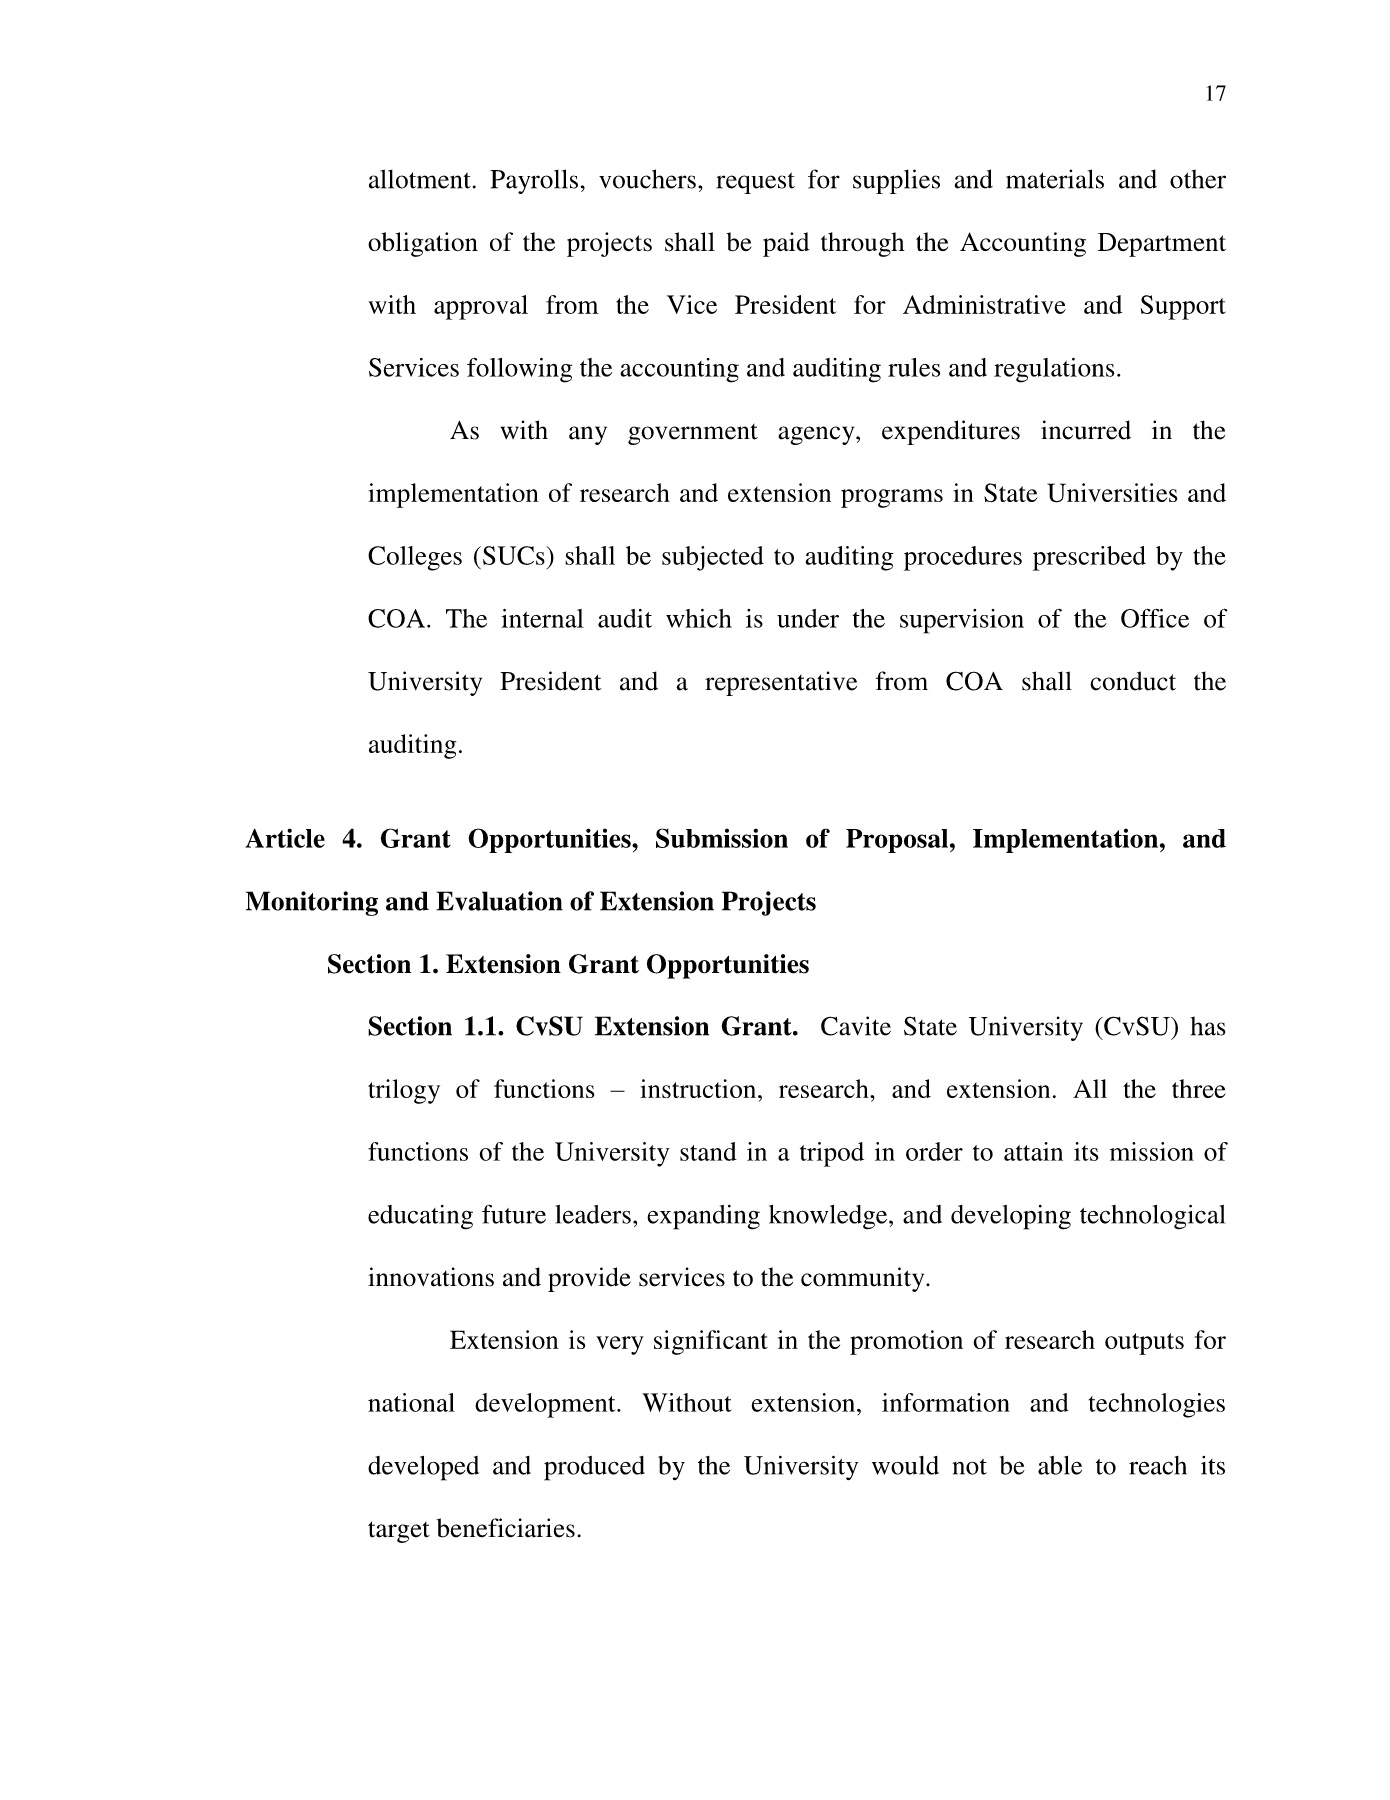 17
allotment. Payrolls, vouchers, request for supplies and materials and other
obligation of the projects shall be paid through the Accounting Department
with approval from the Vice President for Administrative and Support
Services following the accounting and auditing rules and regulations.
As with any government agency, expenditures incurred in the
implementation of research and extension programs in State Universities and
Colleges (SUCs) shall be subjected to auditing procedures prescribed by the
COA. The internal audit which is under the supervision of the Office of
University President and a representative from COA shall conduct the
auditing.
Article 4. Grant Opportunities, Submission of Proposal, Implementation, and
Monitoring and Evaluation of Extension Projects
Section 1. Extension Grant Opportunities
Section 1.1. CvSU Extension Grant. Cavite State University (CvSU) has
trilogy of functions – instruction, research, and extension. All the three
functions of the University stand in a tripod in order to attain its mission of
educating future leaders, expanding knowledge, and developing technological
innovations and provide services to the community.
Extension is very significant in the promotion of research outputs for
national development. Without extension, information and technologies
developed and produced by the University would not be able to reach its
target beneficiaries.